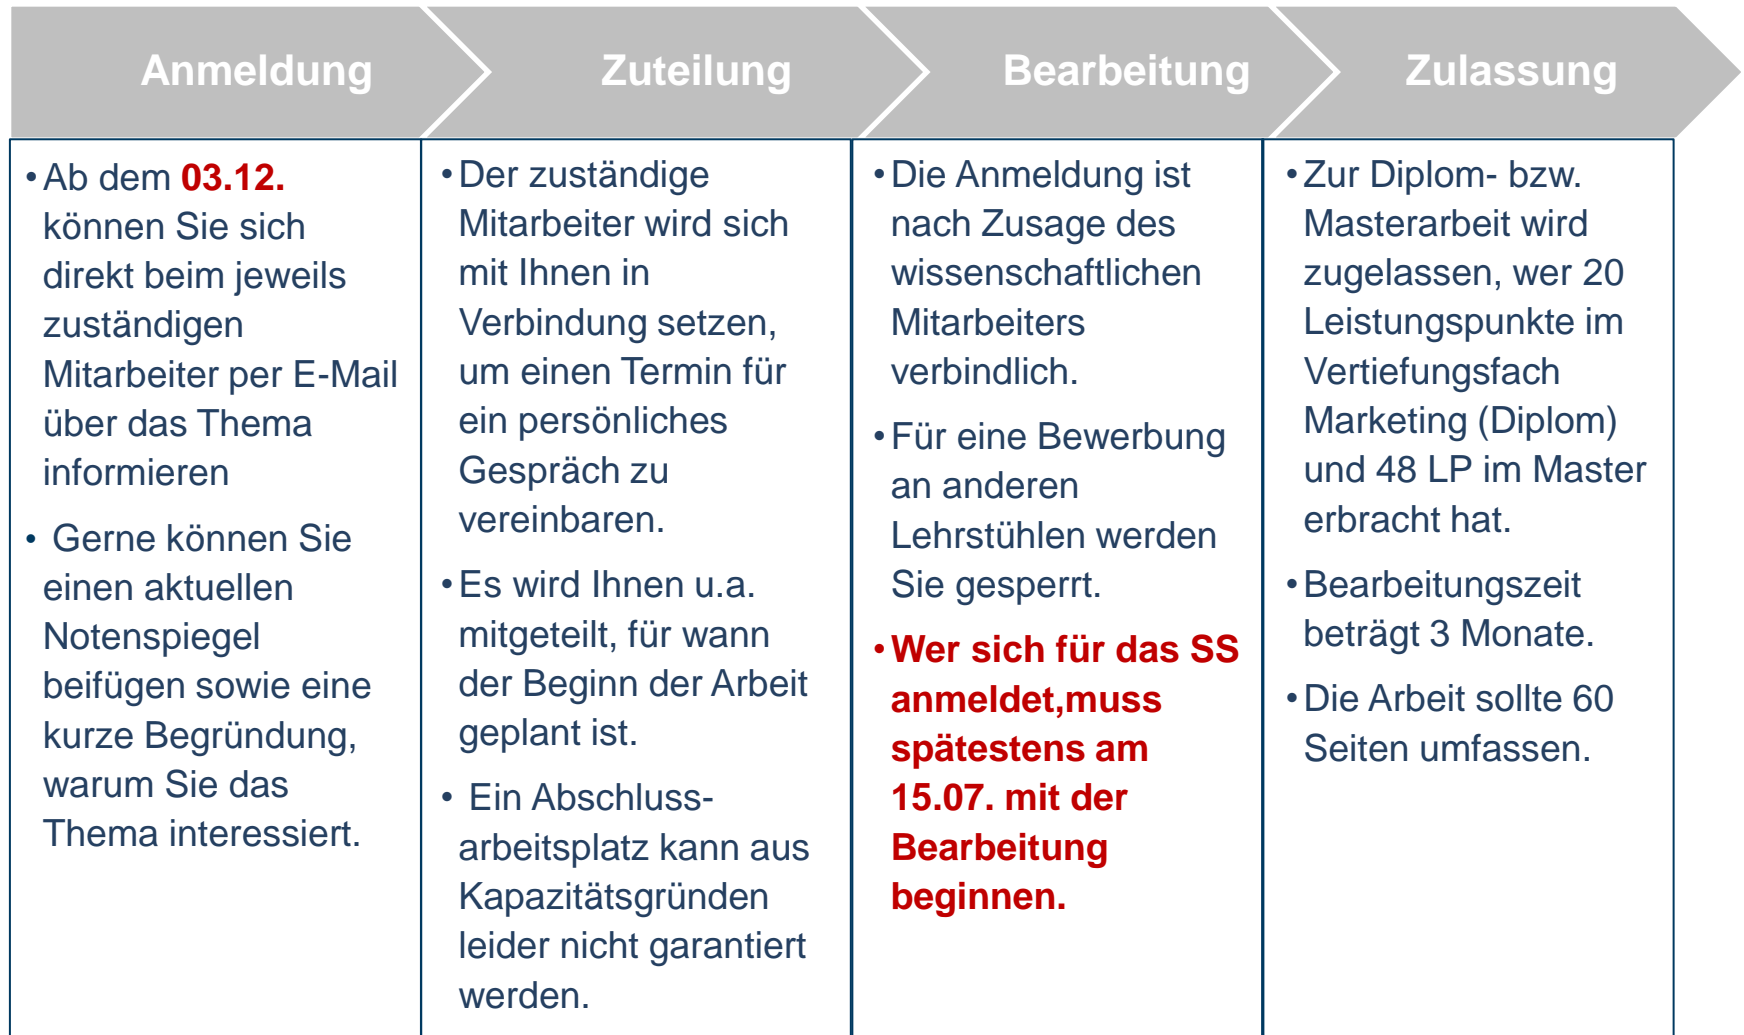 Anmeldung
Zuteilung
Bearbeitung
Zulassung
•Ab dem 03.12.
können Sie sich
direkt beim jeweils
zuständigen
Mitarbeiter per E-Mail
über das Thema
informieren
• Gerne können Sie
einen aktuellen
Notenspiegel
beifügen sowie eine
kurze Begründung,
warum Sie das
Thema interessiert.
•Der zuständige
Mitarbeiter wird sich
mit Ihnen in
Verbindung setzen,
um einen Termin für
ein persönliches
Gespräch zu
vereinbaren.
•Es wird Ihnen u.a.
mitgeteilt, für wann
der Beginn der Arbeit
geplant ist.
• Ein Abschluss-
arbeitsplatz kann aus
Kapazitätsgründen
leider nicht garantiert
werden.
•Die Anmeldung ist
nach Zusage des
wissenschaftlichen
Mitarbeiters
verbindlich.
•Für eine Bewerbung
an anderen
Lehrstühlen werden
Sie gesperrt.
•Wer sich für das SS
anmeldet,muss
spätestens am
15.07. mit der
Bearbeitung
beginnen.
•Zur Diplom- bzw.
Masterarbeit wird
zugelassen, wer 20
Leistungspunkte im
Vertiefungsfach
Marketing (Diplom)
und 48 LP im Master
erbracht hat.
•Bearbeitungszeit
beträgt 3 Monate.
•Die Arbeit sollte 60
Seiten umfassen.